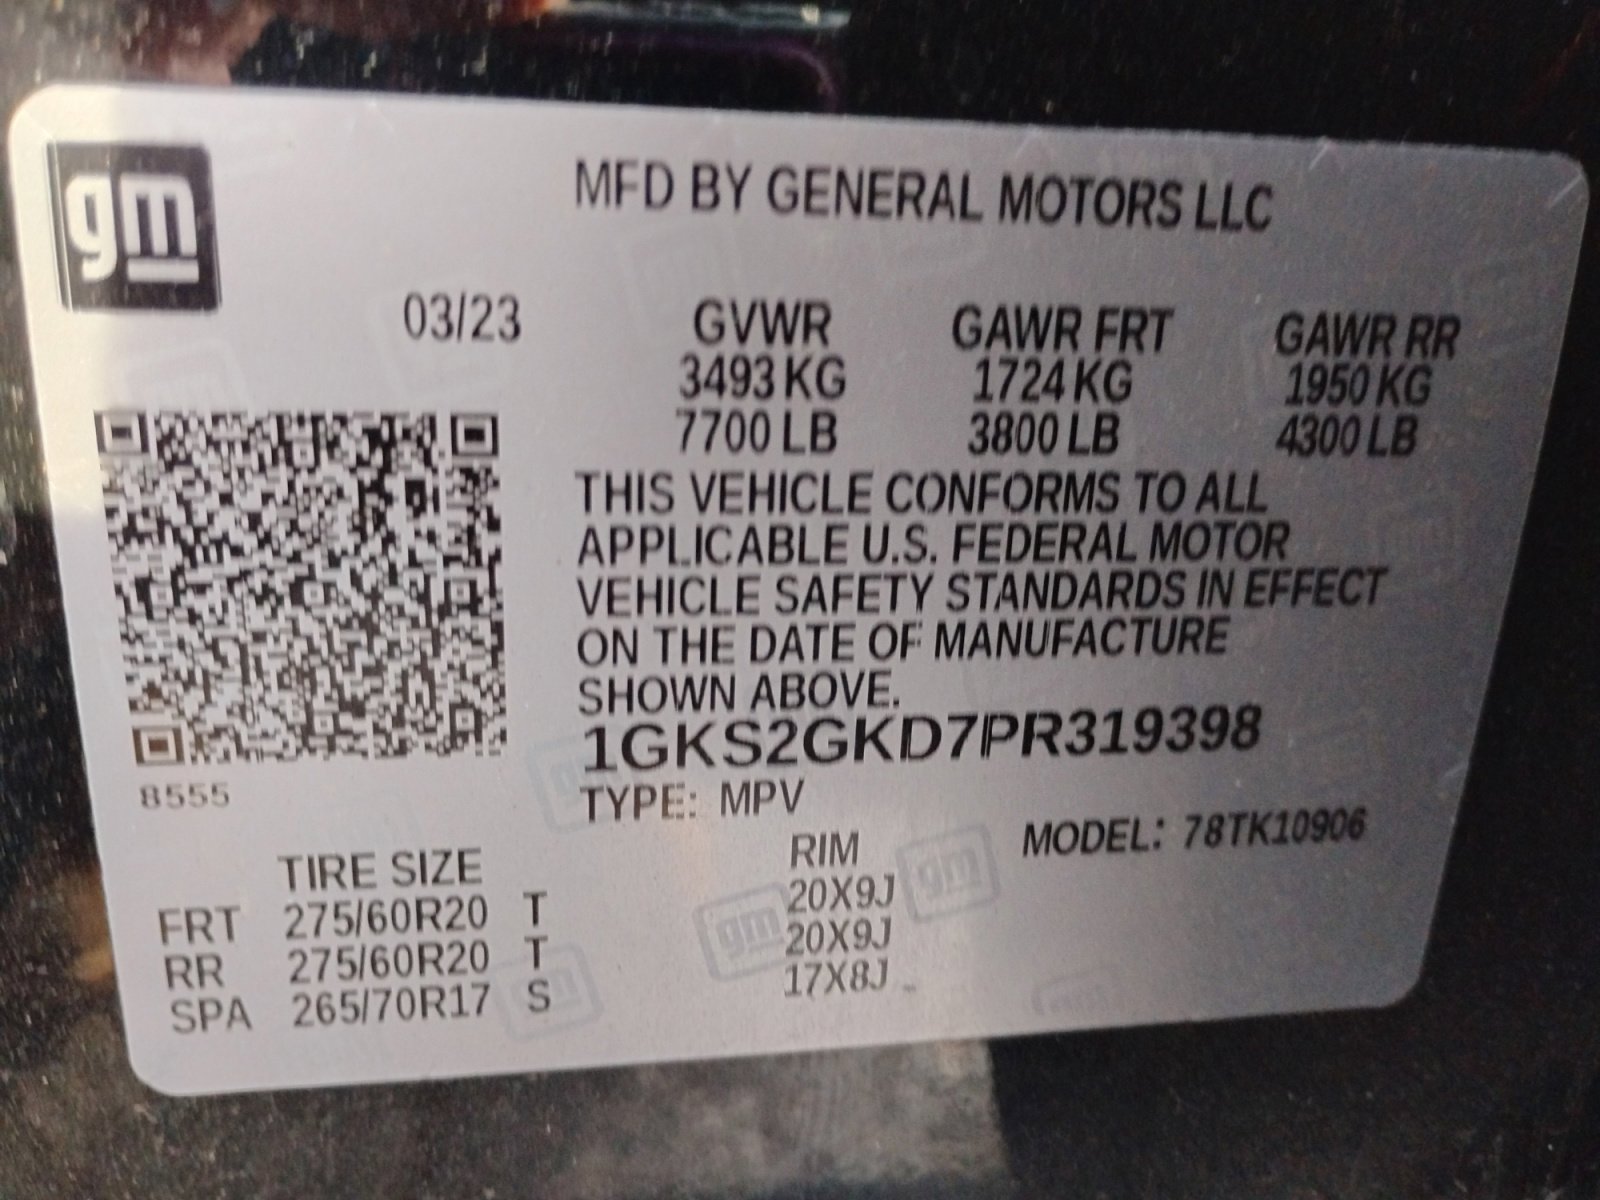 gm
MFD BY GENERAL MOTORS LLC
03/23 GVWR GAWR FRT GAWR RR
3493 KG 1724 KG 1950 KG
7700 LB 3800 LB 4300 LB
THIS VEHICLE CONFORMS TO ALL
APPLICABLE U.S. FEDERAL MOTOR
VEHICLE SAFETY STANDARDS IN EFFECT
ON THE DATE OF MANUFACTURE
SHOWN ABOVE.
1GKS2GKD7PR319398
8555
TYPE: MPV
MODEL: 78TK10906
TIRE SIZE RIM
FRT 275/60R20 T 20X9J
RR 275/60R20 T 20X9J
SPA 265/70R17 S 17X8J
gm
gm
gm